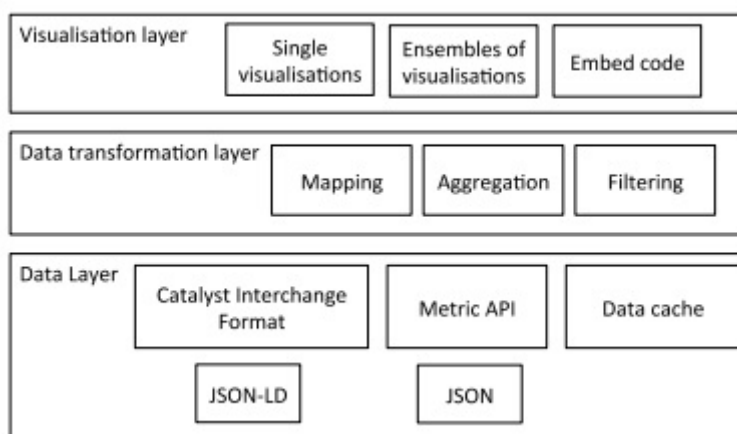 Visualisation layer
Single
visualisations
Ensembles of
visualisations
Embed code
Data transformation layer
Mapping
Aggregation
Filtering
Data Layer
Catalyst Interchange
Format
Metric API
Data cache
JSON-LD
JSON